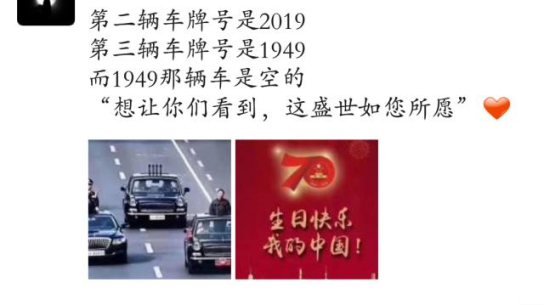 第二辆车牌号是2019
第三辆车牌号是1949
而1949那辆车是空的
“想让你们看到，这盛世如您所愿”
70
生日快乐
我的中国！